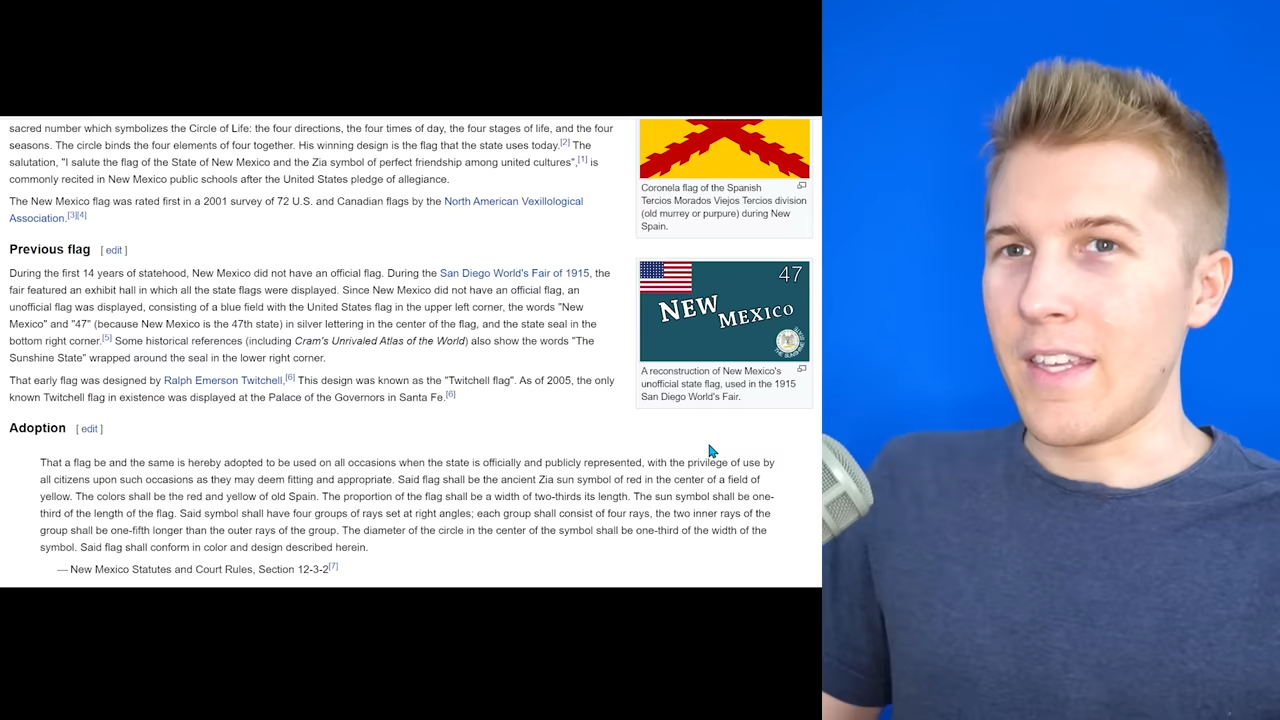 sacred number which symbolizes the Circle of Life: the four directions, the four times of day, the four stages of life, and the four
seasons. The circle binds the four elements of four together. His winning design is the flag that the state uses today.[2] The
salutation, "I salute the flag of the State of New Mexico and the Zia symbol of perfect friendship among united cultures",[1] is
commonly recited in New Mexico public schools after the United States pledge of allegiance.
The New Mexico flag was rated first in a 2001 survey of 72 U.S. and Canadian flags by the North American Vexillological
Association.[3][4]
Previous flag [ edit ]
During the first 14 years of statehood, New Mexico did not have an official flag. During the San Diego World's Fair of 1915, the
fair featured an exhibit hall in which all the state flags were displayed. Since New Mexico did not have an official flag, an
unofficial flag was displayed, consisting of a blue field with the United States flag in the upper left corner, the words "New
Mexico" and "47" (because New Mexico is the 47th state) in silver lettering in the center of the flag, and the state seal in the
bottom right corner.[5] Some historical references (including Cram's Unrivaled Atlas of the World) also show the words "The
Sunshine State" wrapped around the seal in the lower right corner.
That early flag was designed by Ralph Emerson Twitchell,[6] This design was known as the "Twitchell flag". As of 2005, the only
known Twitchell flag in existence was displayed at the Palace of the Governors in Santa Fe.[6]
Coronela flag of the Spanish
Tercios Morados Viejos Tercios division
(old murrey or purpure) during New
Spain.
47
NEW
MEXICO
A reconstruction of New Mexico's
unofficial state flag, used in the 1915
San Diego World's Fair.
Adoption [ edit ]
That a flag be and the same is hereby adopted to be used on all occasions when the state is officially and publicly represented, with the privilege of use by
all citizens upon such occasions as they may deem fitting and appropriate. Said flag shall be the ancient Zia sun symbol of red in the center of a field of
yellow. The colors shall be the red and yellow of old Spain. The proportion of the flag shall be a width of two-thirds its length. The sun symbol shall be one-
third of the length of the flag. Said symbol shall have four groups of rays set at right angles; each group shall consist of four rays, the two inner rays of the
group shall be one-fifth longer than the outer rays of the group. The diameter of the circle in the center of the symbol shall be one-third of the width of the
symbol. Said flag shall conform in color and design described herein.
— New Mexico Statutes and Court Rules, Section 12-3-2[7]